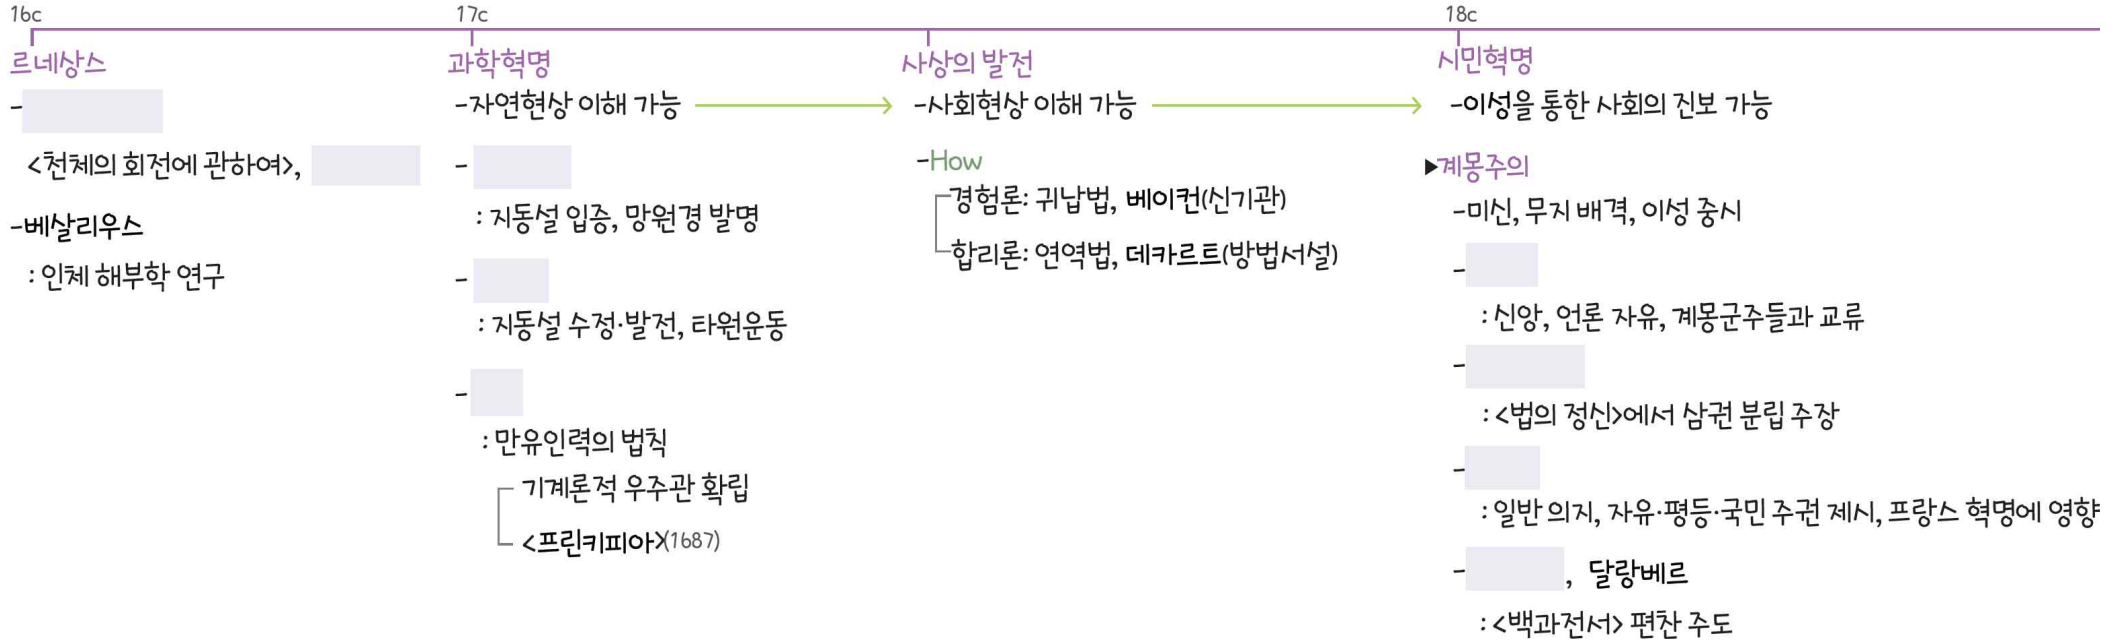 16c
르네상스
-
<천체의 회전에 관하여>,
-베살리우스
: 인체 해부학 연구
17c
과학혁명
-자연현상 이해 가능
-
: 지동설 입증, 망원경 발명
-
: 지동설 수정·발전, 타원운동
-
: 만유인력의 법칙
기계론적 우주관 확립
<프린키피아>(1687)
사상의 발전
-사회현상 이해 가능
-How
경험론: 귀납법, 베이컨(신기관)
합리론: 연역법, 데카르트(방법서설)
18c
시민혁명
-이성을 통한 사회의 진보 가능
▶계몽주의
-미신, 무지 배격, 이성 중시
-
: 신앙, 언론 자유, 계몽군주들과 교류
-
: <법의 정신>에서 삼권 분립 주장
-
: 일반 의지, 자유·평등·국민 주권 제시, 프랑스 혁명에 영향
- , 달랑베르
: <백과전서> 편찬 주도